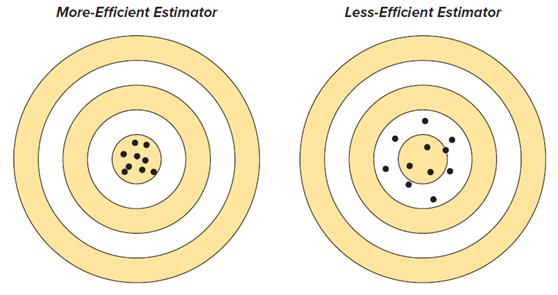 More-Efficient Estimator
Less-Efficient Estimator